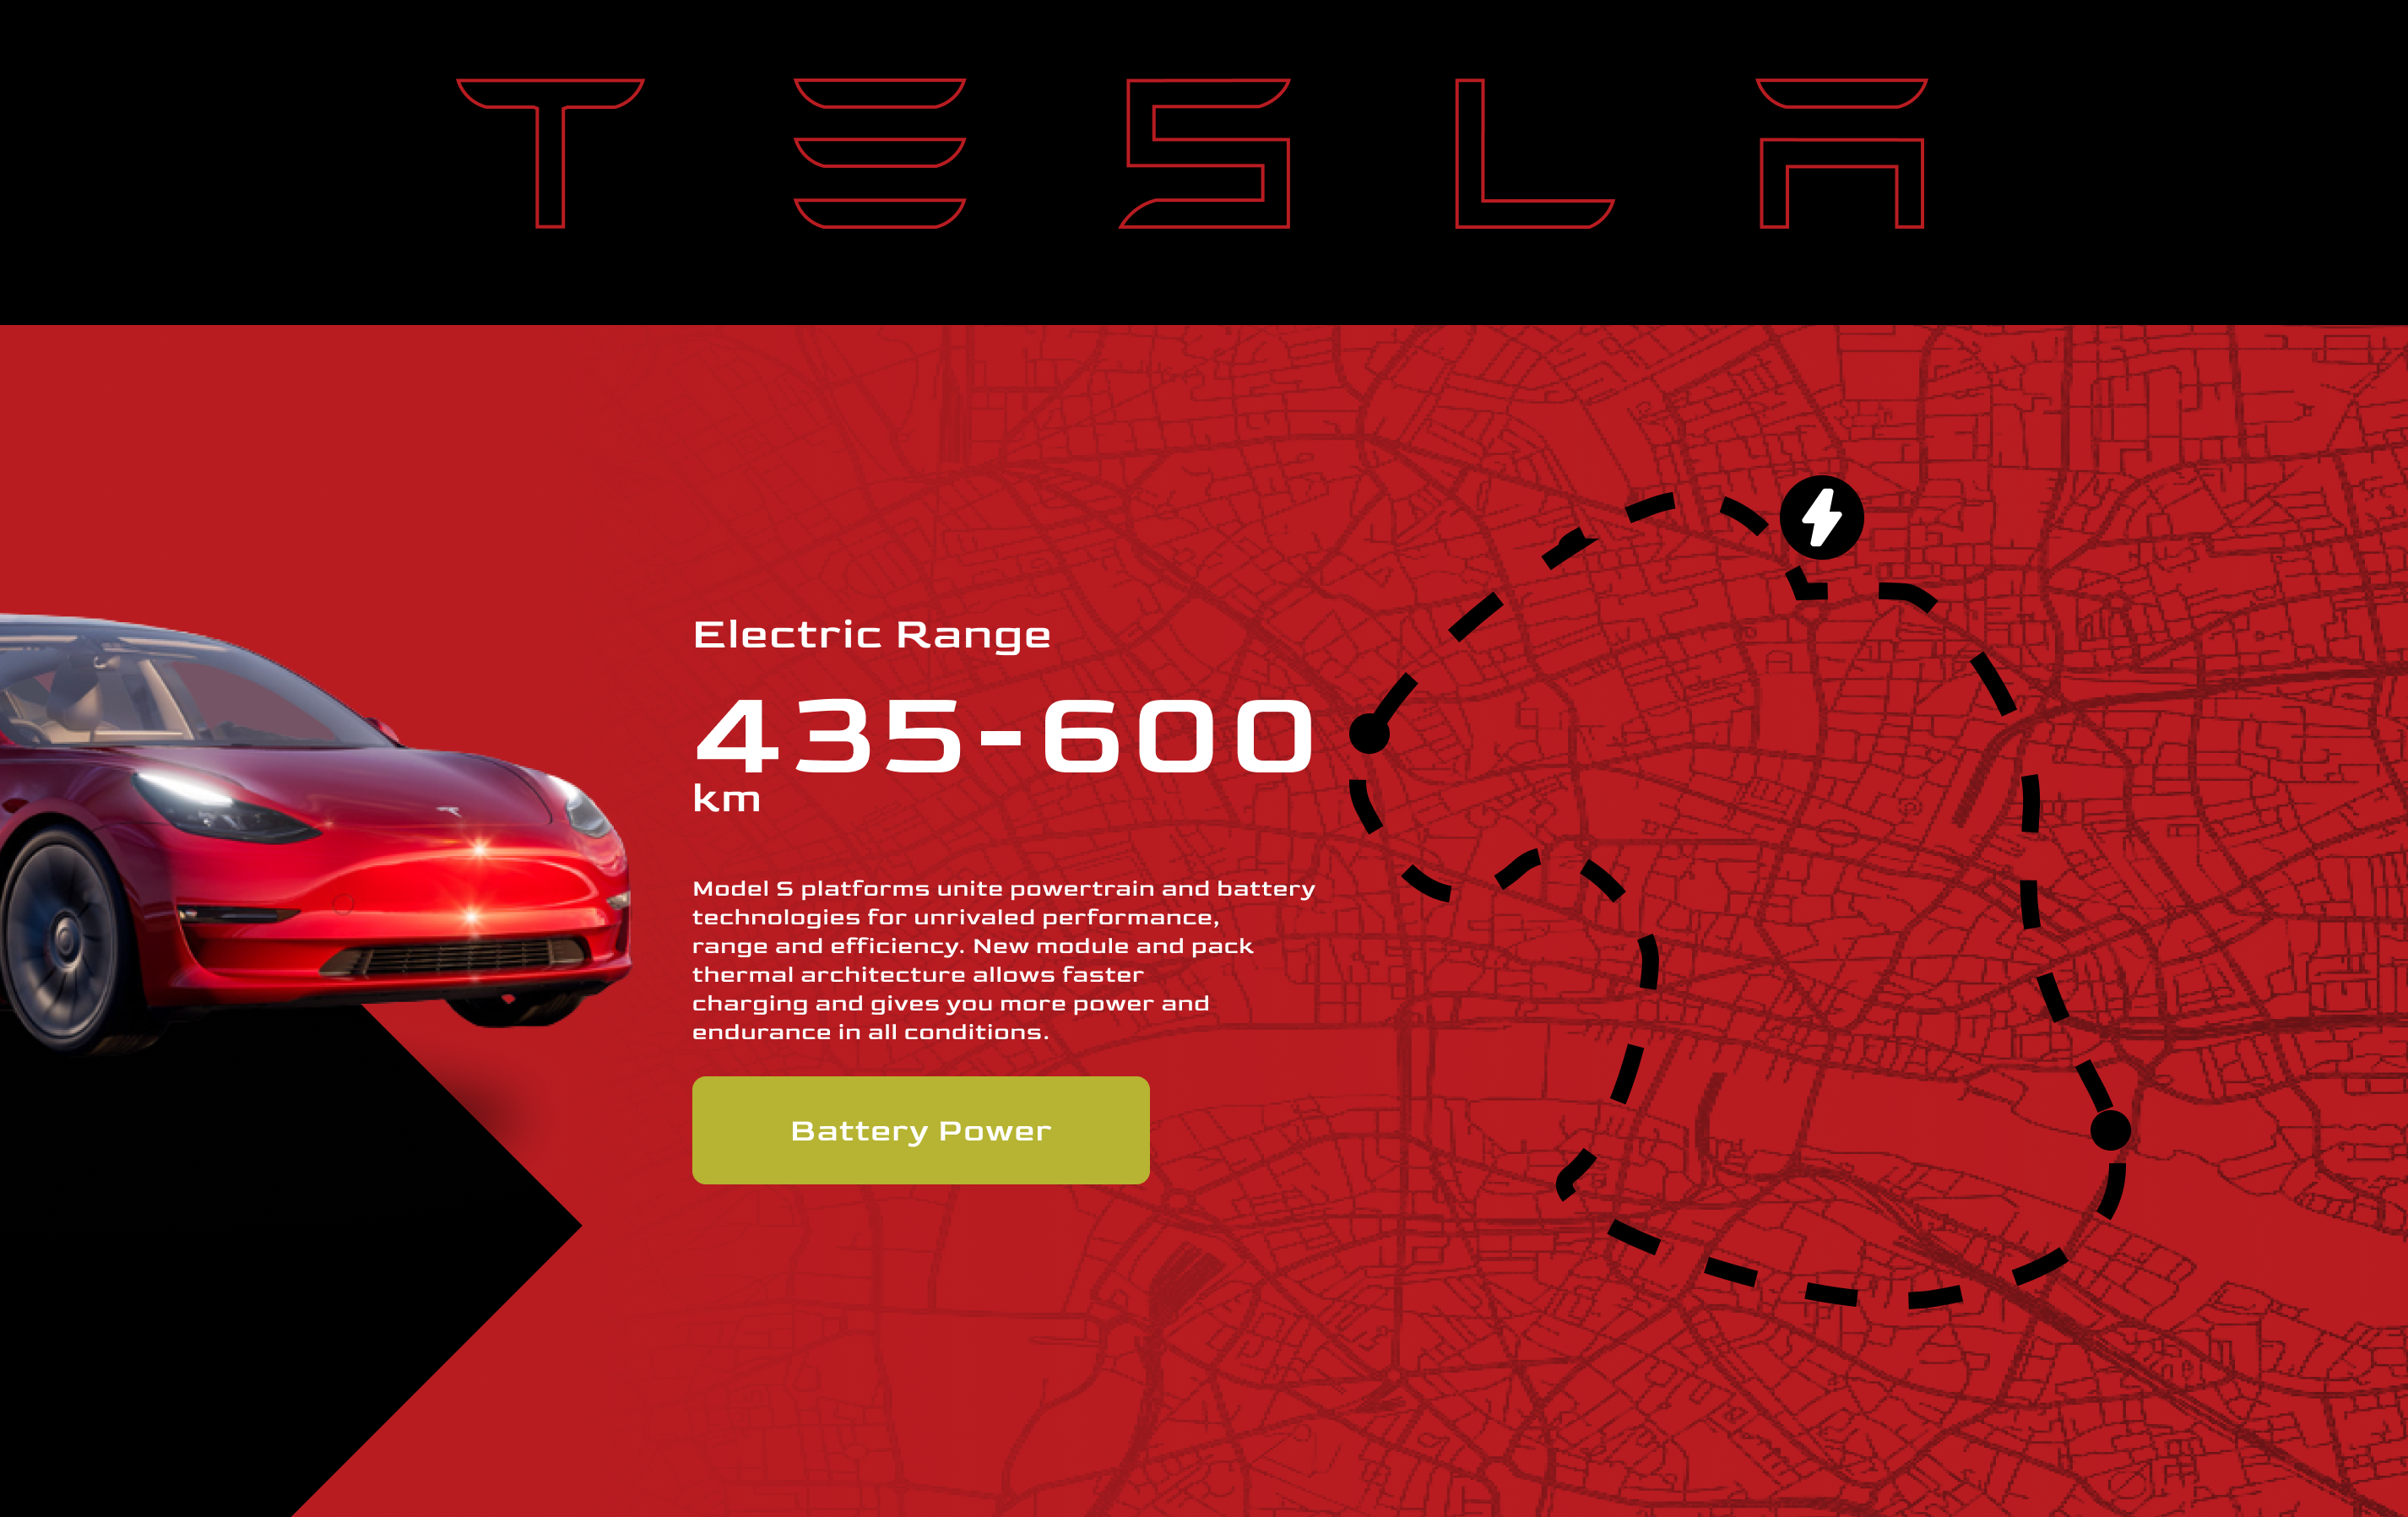 TESLA
Electric Range
435-600
km
Model S platforms unite powertrain and battery
technologies for unrivaled performance,
range and efficiency. New module and pack
thermal architecture allows faster
charging and gives you more power and
endurance in all conditions.
Battery Power